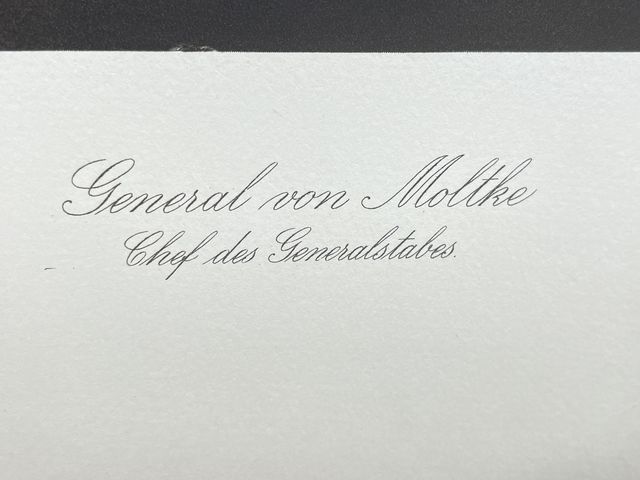 General von Moltke
Chef des Generalstabes.